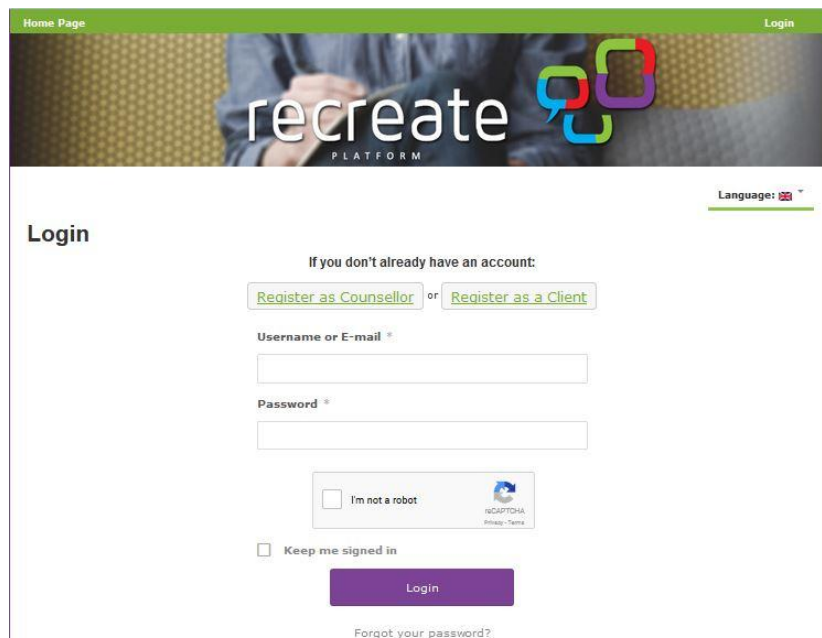 Home Page Login
recreate
PLATFORM
Language:
Login
If you don't already have an account:
Register as Counsellor or Register as a Client
Username or E-mail *
Password *
I'm not a robot
reCAPTCHA
Privacy - Terms
Keep me signed in
Login
Forgot your password?